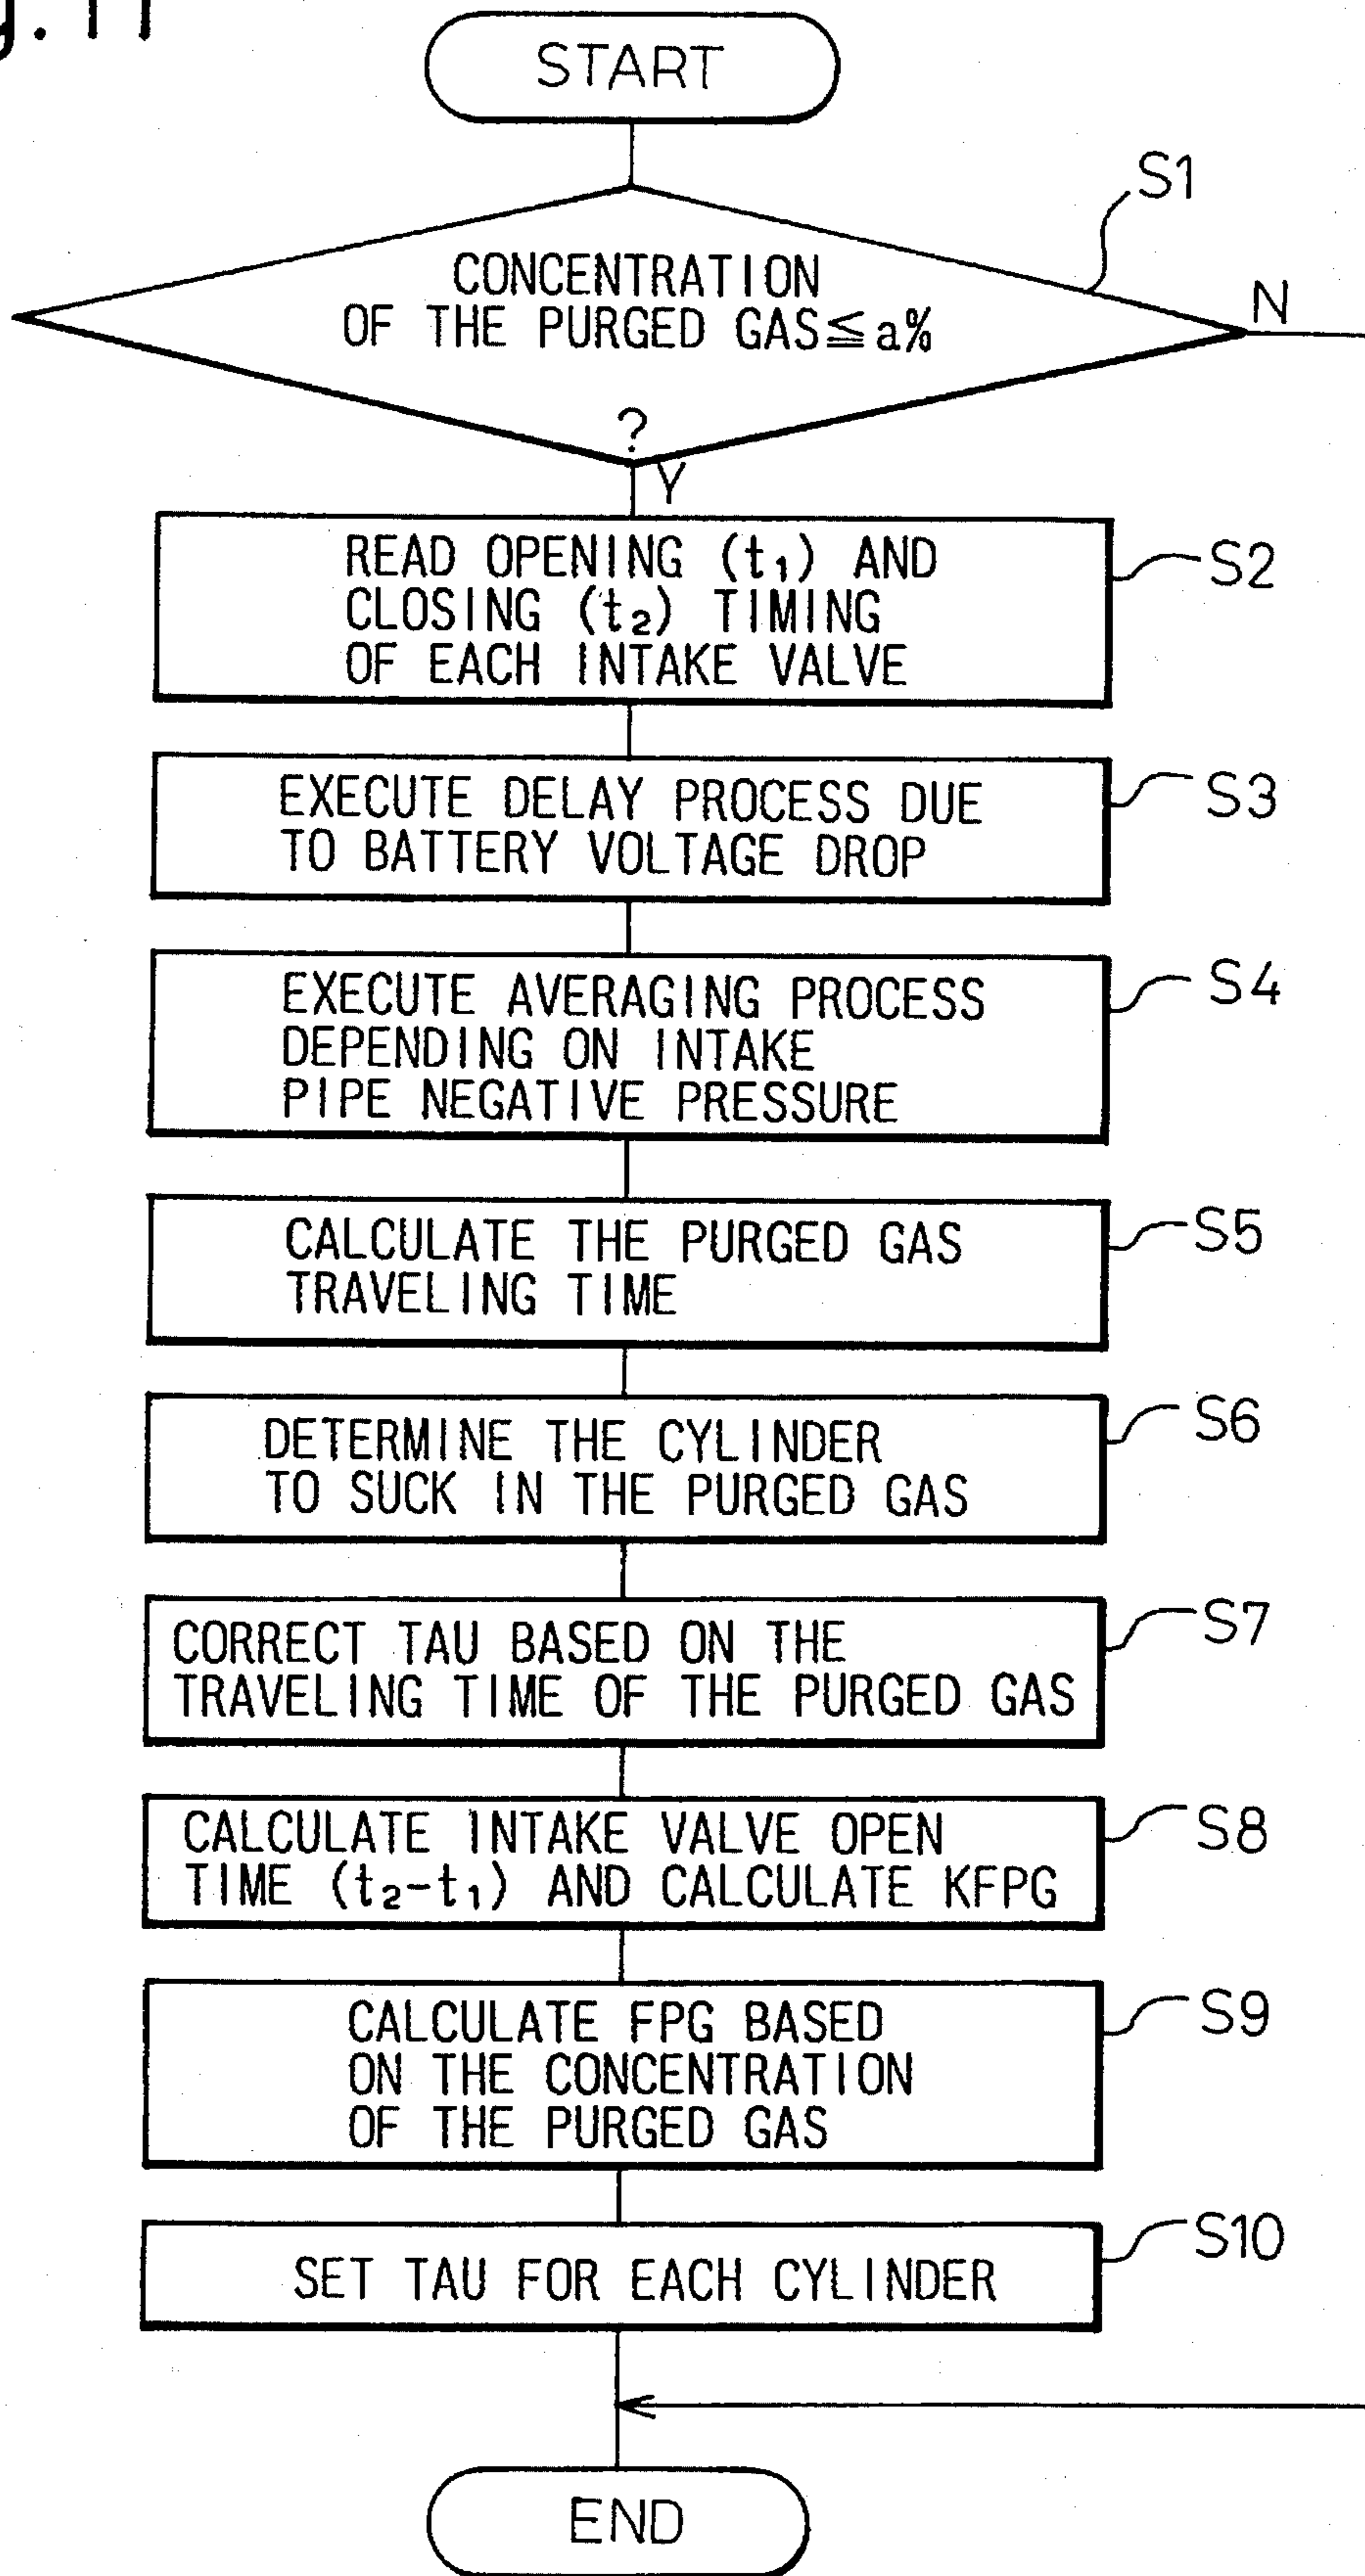 g. 11
START
S1
CONCENTRATION
OF THE PURGED GAS≦a%
?
N
Y
READ OPENING (t₁) AND
CLOSING (t₂) TIMING
OF EACH INTAKE VALVE
S2
EXECUTE DELAY PROCESS DUE
TO BATTERY VOLTAGE DROP
S3
EXECUTE AVERAGING PROCESS
DEPENDING ON INTAKE
PIPE NEGATIVE PRESSURE
S4
CALCULATE THE PURGED GAS
TRAVELING TIME
S5
DETERMINE THE CYLINDER
TO SUCK IN THE PURGED GAS
S6
CORRECT TAU BASED ON THE
TRAVELING TIME OF THE PURGED GAS
S7
CALCULATE INTAKE VALVE OPEN
TIME (t₂-t₁) AND CALCULATE KFPG
S8
CALCULATE FPG BASED
ON THE CONCENTRATION
OF THE PURGED GAS
S9
SET TAU FOR EACH CYLINDER
S10
END